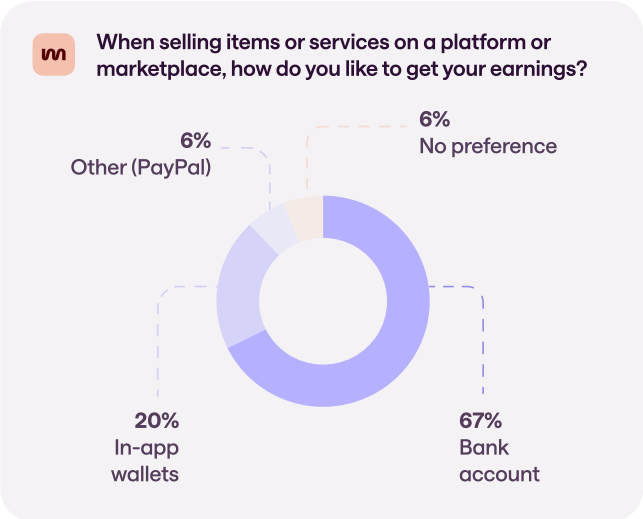 When selling items or services on a platform or
marketplace, how do you like to get your earnings?
6%
No preference
6%
Other (PayPal)
20%
In-app
wallets
67%
Bank
account